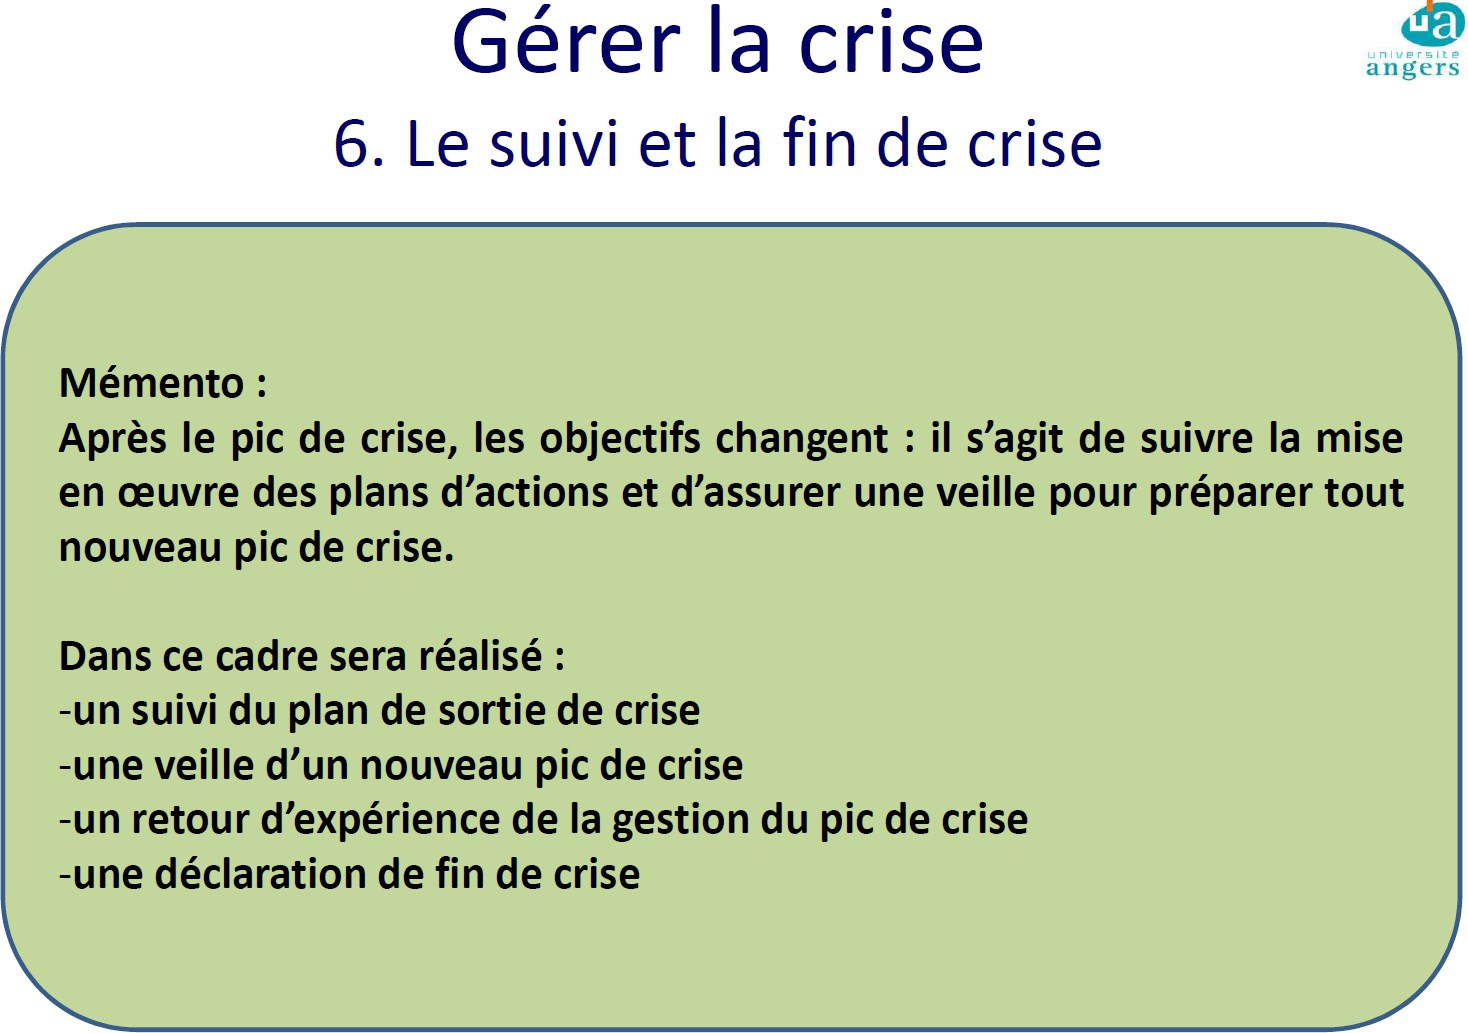 Gérer la crise
ua
université
angers
6. Le suivi et la fin de crise
Mémento :
Après le pic de crise, les objectifs changent : il s’agit de suivre la mise
en œuvre des plans d’actions et d’assurer une veille pour préparer tout
nouveau pic de crise.
Dans ce cadre sera réalisé :
-un suivi du plan de sortie de crise
-une veille d’un nouveau pic de crise
-un retour d’expérience de la gestion du pic de crise
-une déclaration de fin de crise